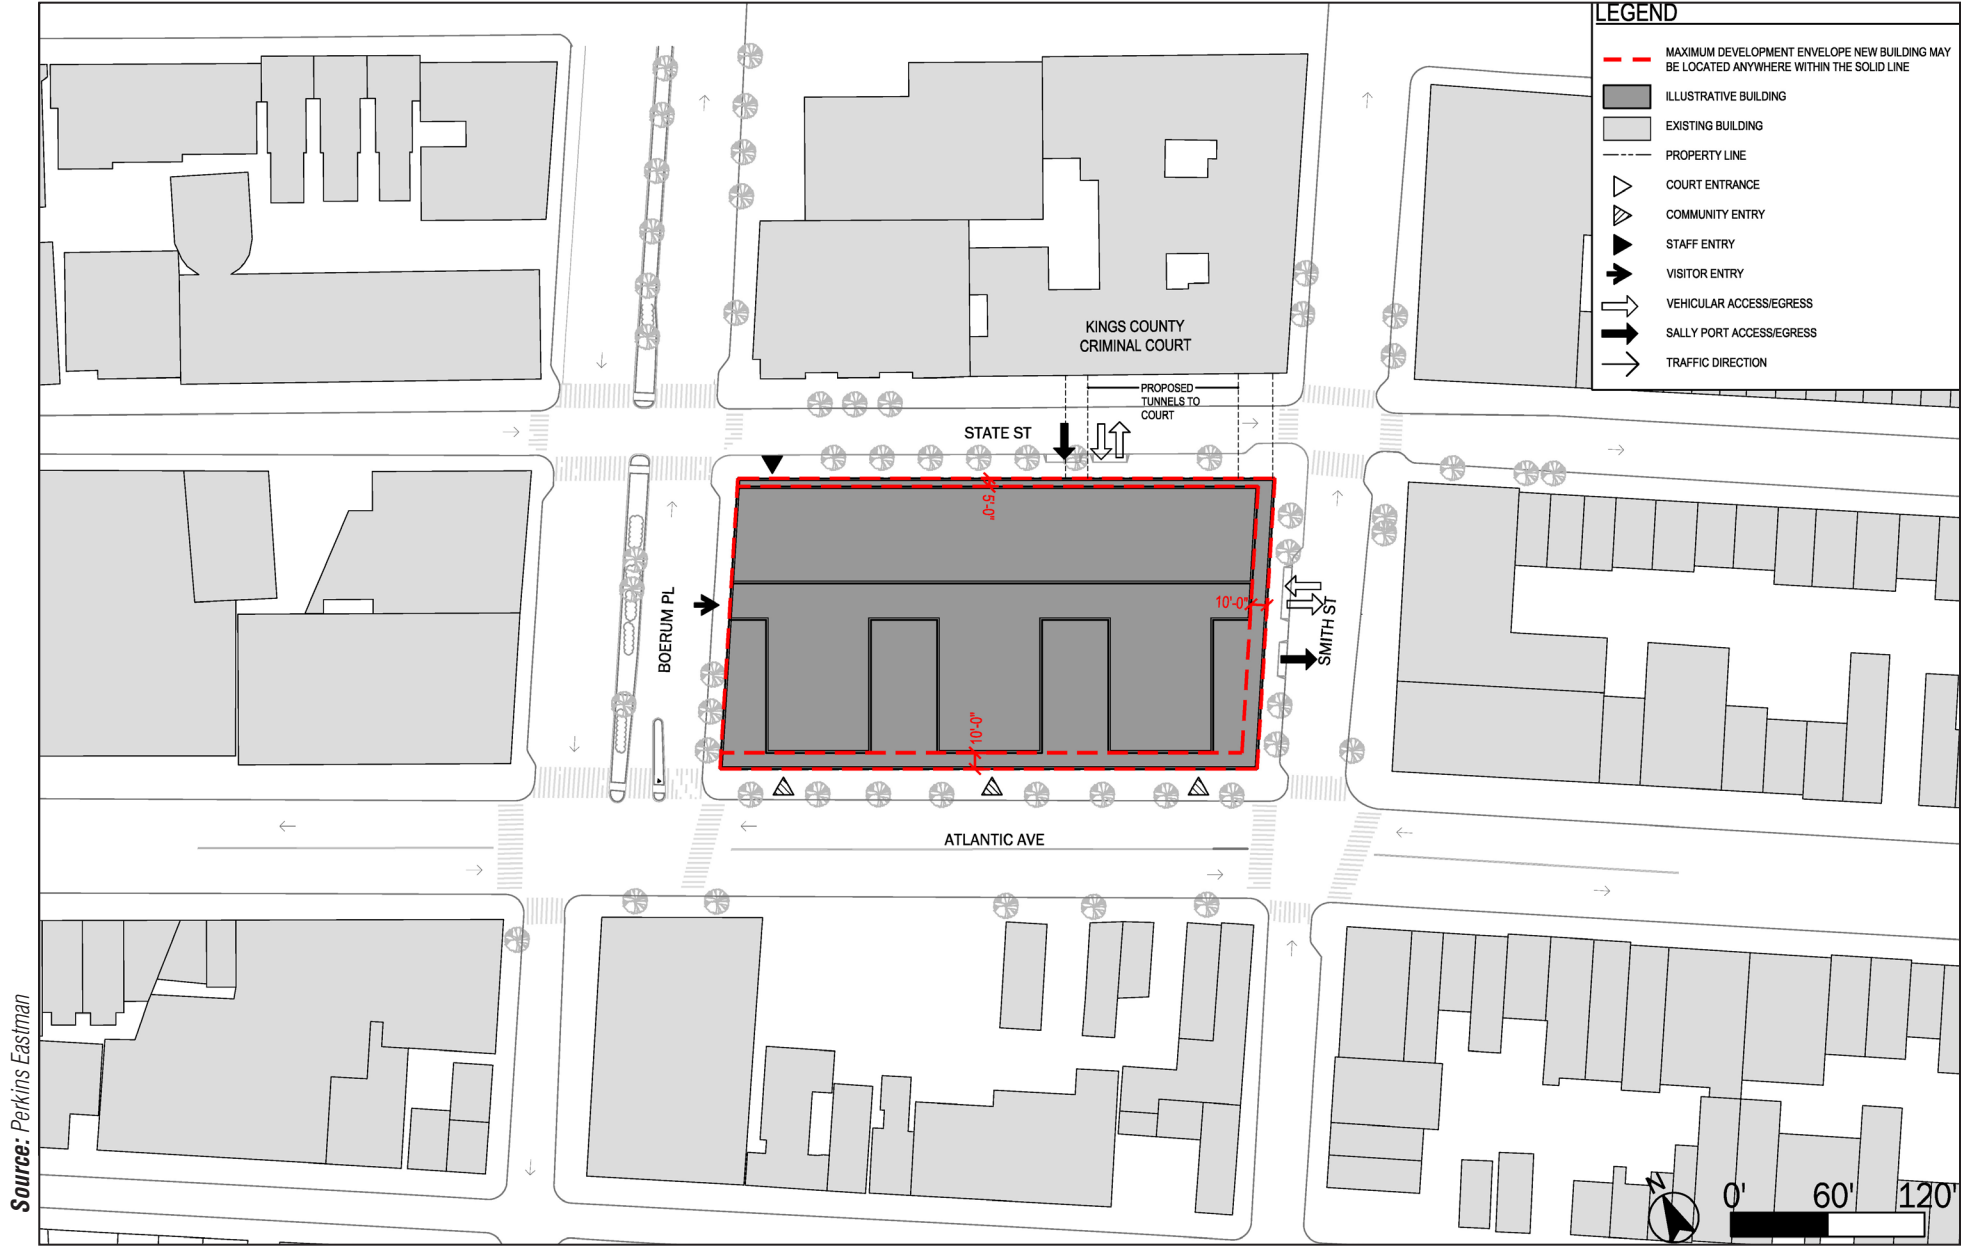 LEGEND
MAXIMUM DEVELOPMENT ENVELOPE NEW BUILDING MAY
BE LOCATED ANYWHERE WITHIN THE SOLID LINE
ILLUSTRATIVE BUILDING
EXISTING BUILDING
PROPERTY LINE
COURT ENTRANCE
COMMUNITY ENTRY
STAFF ENTRY
VISITOR ENTRY
VEHICULAR ACCESS/EGRESS
SALLY PORT ACCESS/EGRESS
TRAFFIC DIRECTION
KINGS COUNTY
CRIMINAL COURT
PROPOSED
TUNNELS TO
COURT
STATE ST
5'-0"
BOERUM PL
10'-0"
SMITH ST
10'-0"
ATLANTIC AVE
Source: Perkins Eastman
N
0' 60' 120'